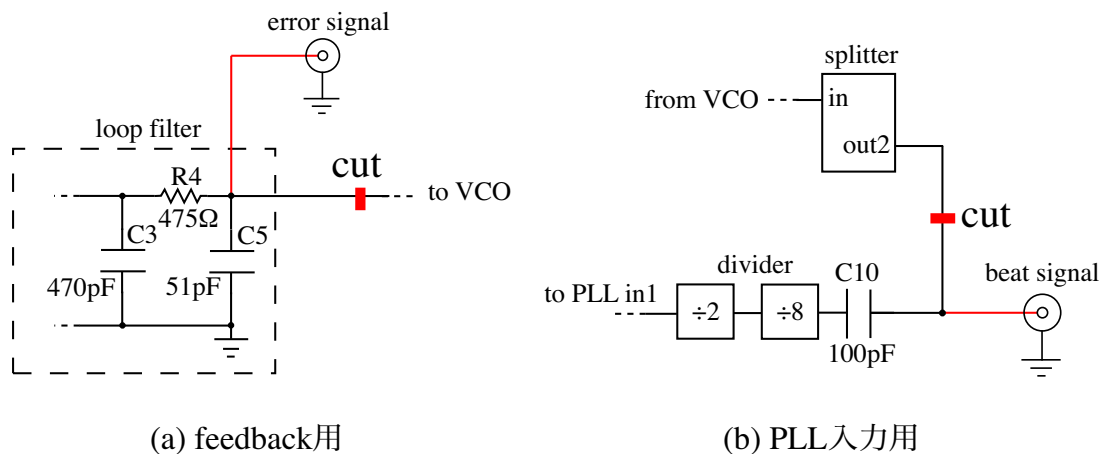 error signal
loop filter
cut
R4
to VCO
475Ω
C3
C5
470pF
51pF
(a) feedback用
splitter
from VCO
in
out2
cut
divider
C10
beat signal
to PLL in1
÷2
÷8
100pF
(b) PLL入力用